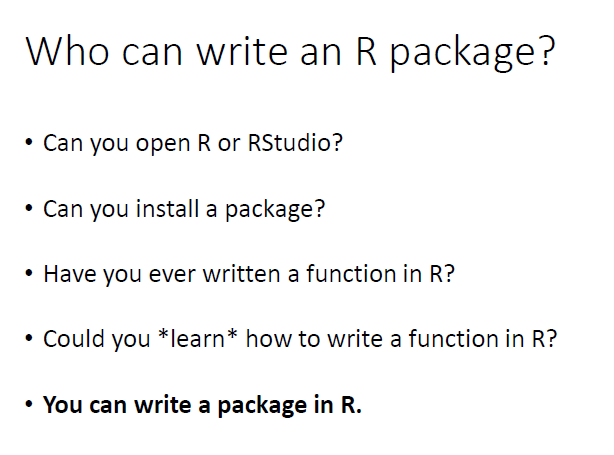 Who can write an R package?
• Can you open R or RStudio?
• Can you install a package?
• Have you ever written a function in R?
• Could you *learn* how to write a function in R?
• You can write a package in R.